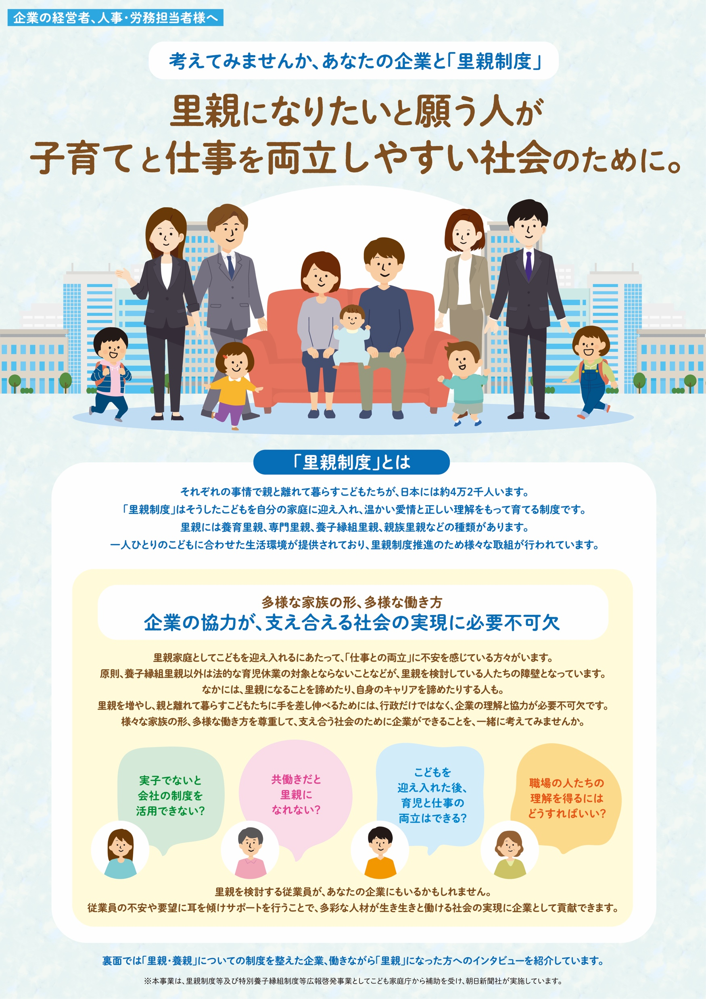 企業の経営者、人事・労務担当者様へ
考えてみませんか、あなたの企業と「里親制度」
里親になりたいと願う人が
子育てと仕事を両立しやすい社会のために。
「里親制度」とは
それぞれの事情で親と離れて暮らすこどもたちが、日本には約4万2千人います。
「里親制度」はそうしたこどもを自分の家庭に迎え入れ、温かい愛情と正しい理解をもって育てる制度です。
里親には養育里親、専門里親、養子縁組里親、親族里親などの種類があります。
一人ひとりのこどもに合わせた生活環境が提供されており、里親制度推進のため様々な取組が行われています。
多様な家族の形、多様な働き方
企業の協力が、支え合える社会の実現に必要不可欠
里親家庭としてこどもを迎え入れるにあたって、「仕事との両立」に不安を感じている方々がいます。
原則、養子縁組里親以外は法的な育児休業の対象とならないことなどが、里親を検討している人たちの障壁となっています。
なかには、里親になることを諦めたり、自身のキャリアを諦めたりする人も。
里親を増やし、親と離れて暮らすこどもたちに手を差し伸べるためには、行政だけではなく、企業の理解と協力が必要不可欠です。
様々な家族の形、多様な働き方を尊重して、支え合う社会のために企業ができることを、一緒に考えてみませんか。
実子でないと
会社の制度を
活用できない?
共働きだと
里親に
なれない?
こどもを
迎え入れた後、
育児と仕事の
両立はできる?
職場の人たちの
理解を得るには
どうすればいい?
里親を検討する従業員が、あなたの企業にもいるかもしれません。
従業員の不安や要望に耳を傾けサポートを行うことで、多彩な人材が生き生きと働ける社会の実現に企業として貢献できます。
裏面では「里親・養親」についての制度を整えた企業、働きながら「里親」になった方へのインタビューを紹介しています。
※本事業は、里親制度等及び特別養子縁組制度等広報啓発事業としてこども家庭庁から補助を受け、朝日新聞社が実施しています。